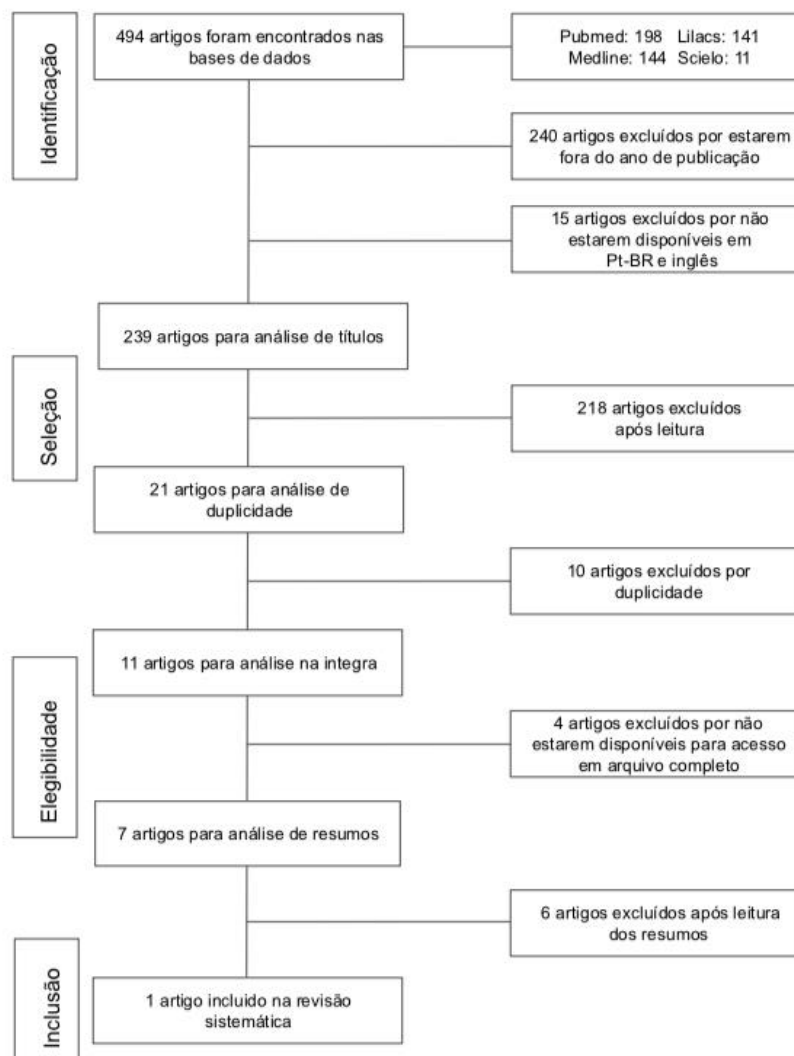 Identificação
494 artigos foram encontrados nas
bases de dados
Pubmed: 198 Lilacs: 141
Medline: 144 Scielo: 11
240 artigos excluídos por estarem
fora do ano de publicação
15 artigos excluídos por não
estarem disponíveis em
Pt-BR e inglês
Seleção
239 artigos para análise de títulos
218 artigos excluídos
após leitura
21 artigos para análise de
duplicidade
10 artigos excluídos por
duplicidade
Elegibilidade
11 artigos para análise na integra
4 artigos excluídos por não
estarem disponíveis para acesso
em arquivo completo
7 artigos para análise de resumos
6 artigos excluídos após leitura
dos resumos
Inclusão
1 artigo incluido na revisão
sistemática